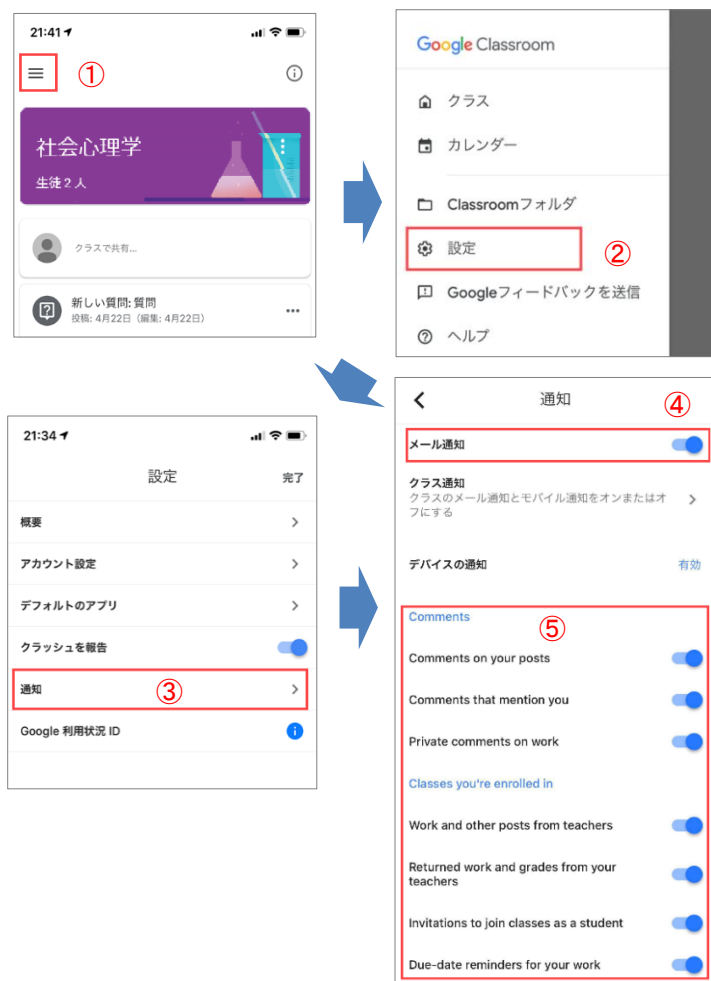 21:41
①
社会心理学
生徒2人
クラスで共有...
新しい質問: 質問
投稿: 4月22日（編集: 4月22日）
Google Classroom
クラス
カレンダー
Classroomフォルダ
設定
②
Googleフィードバックを送信
ヘルプ
21:34
設定
完了
概要
アカウント設定
デフォルトのアプリ
クラッシュを報告
通知
③
Google 利用状況 ID
通知
④
メール通知
クラス通知
クラスのメール通知とモバイル通知をオンまたはオ
フにする
デバイスの通知
有効
Comments
⑤
Comments on your posts
Comments that mention you
Private comments on work
Classes you're enrolled in
Work and other posts from teachers
Returned work and grades from your
teachers
Invitations to join classes as a student
Due-date reminders for your work